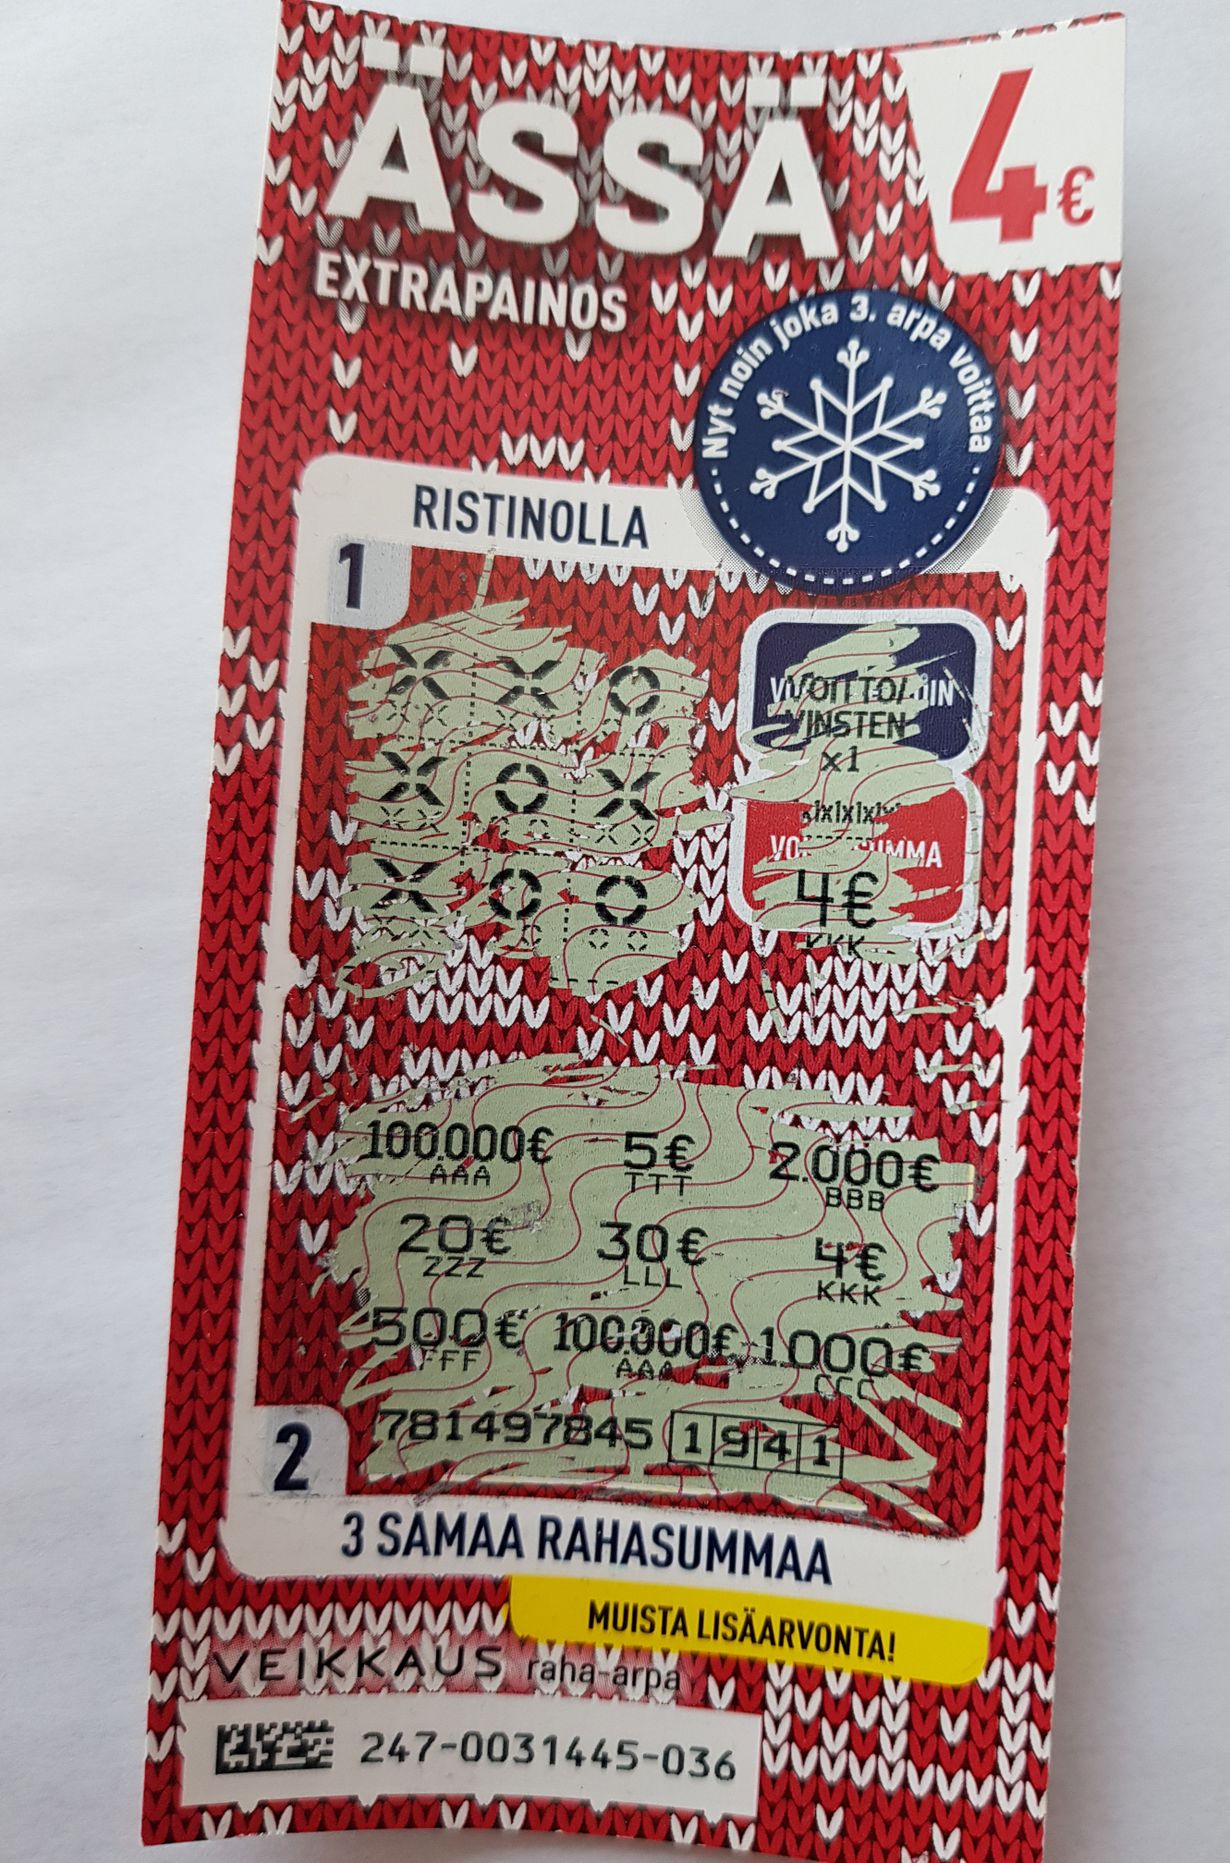 ÄSSÄ
4€
EXTRAPAINOS
Nyt noin joka 3. arpa voittaa
RISTINOLLA
1
X X O
X O X
X O O
VOITTO/
VINSTEN
x1
4€
KKK
100.000€ 5€ 2.000€
AAA TTT BBB
20€ 30€ 4€
ZZZ LLL KKK
500€ 100.000€ 1.000€
FFF AAA CCC
781497845 1941
2
3 SAMAA RAHASUMMAA
MUISTA LISÄARVONTA!
VEIKKAUS raha-arpa
247-0031445-036